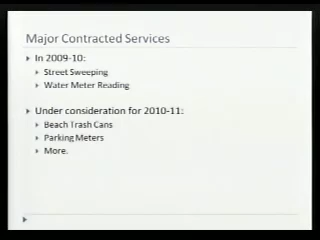 Major Contracted Services
In 2009-10:
Street Sweeping
Water Meter Reading
Under consideration for 2010-11:
Beach Trash Cans
Parking Meters
More.